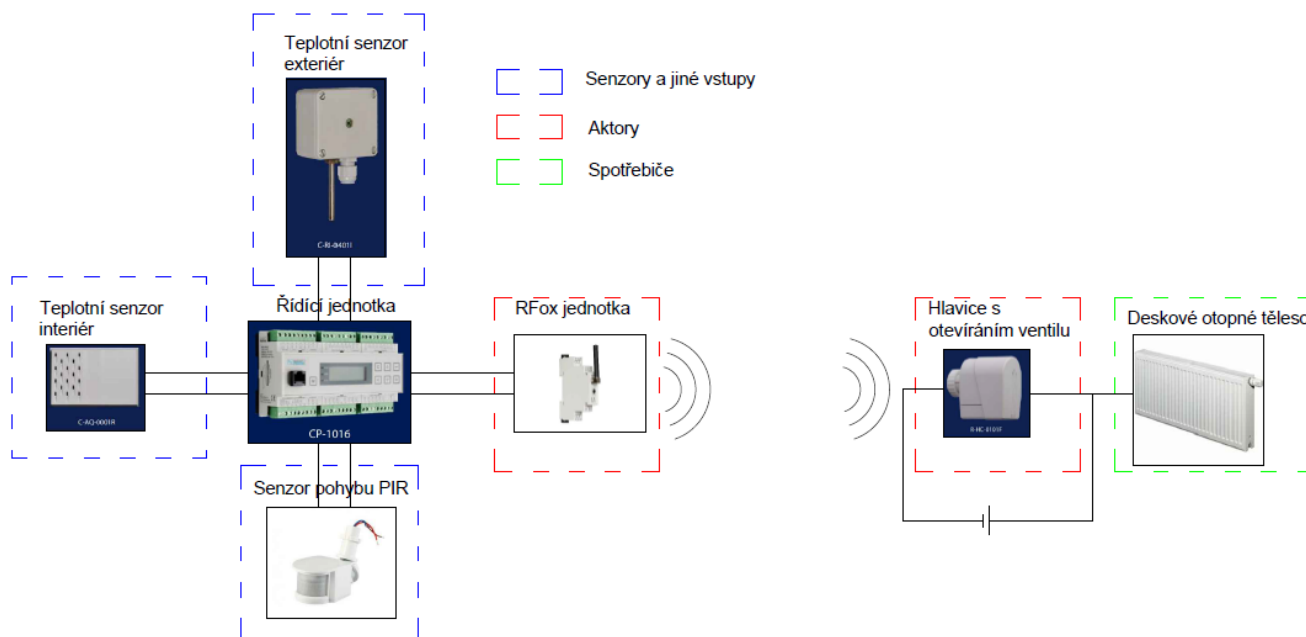 Teplotní senzor
exteriér
C-RI-0401I
Senzory a jiné vstupy
Aktory
Spotřebiče
Teplotní senzor
interiér
C-AQ-0001R
Řídící jednotka
CP-1016
RFox jednotka
Hlavice s
otevíráním ventilu
R-HC-0101F
Deskové otopné těleso
Senzor pohybu PIR